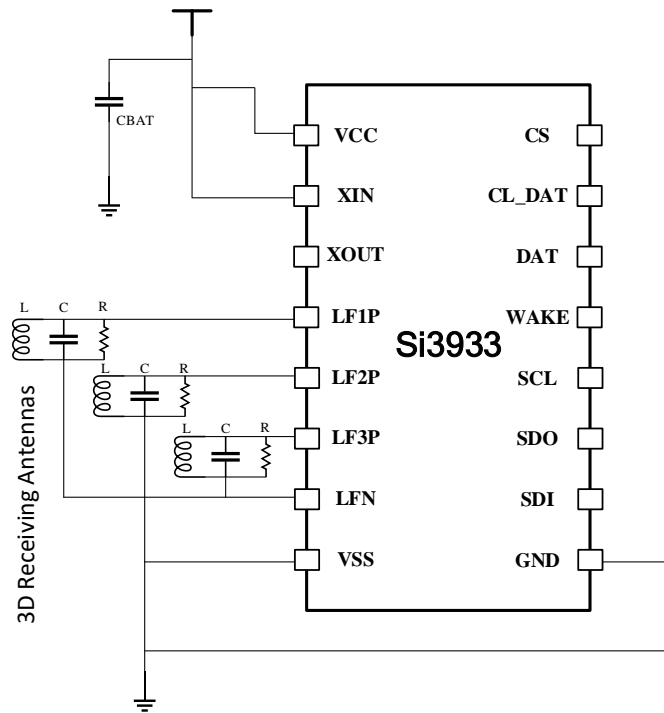 CBAT
VCC CS
XIN CL_DAT
XOUT DAT
L C R
LF1P WAKE
Si3933
L C R
LF2P SCL
L C R
LF3P SDO
LFN SDI
VSS GND
3D Receiving Antennas